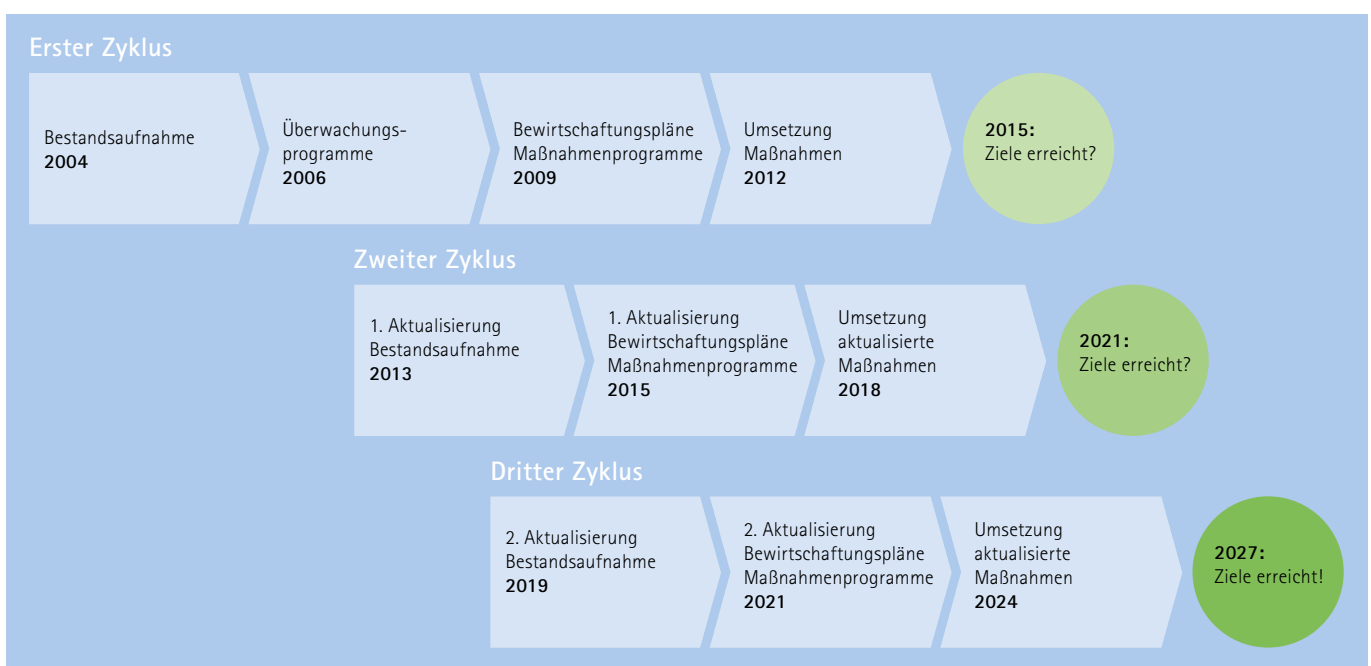 Erster Zyklus
Bestandsaufnahme
2004
Überwachungs-
programme
2006
Bewirtschaftungspläne
Maßnahmenprogramme
2009
Umsetzung
Maßnahmen
2012
2015:
Ziele erreicht?
Zweiter Zyklus
1. Aktualisierung
Bestandsaufnahme
2013
1. Aktualisierung
Bewirtschaftungspläne
Maßnahmenprogramme
2015
Umsetzung
aktualisierte
Maßnahmen
2018
2021:
Ziele erreicht?
Dritter Zyklus
2. Aktualisierung
Bestandsaufnahme
2019
2. Aktualisierung
Bewirtschaftungspläne
Maßnahmenprogramme
2021
Umsetzung
aktualisierte
Maßnahmen
2024
2027:
Ziele erreicht!